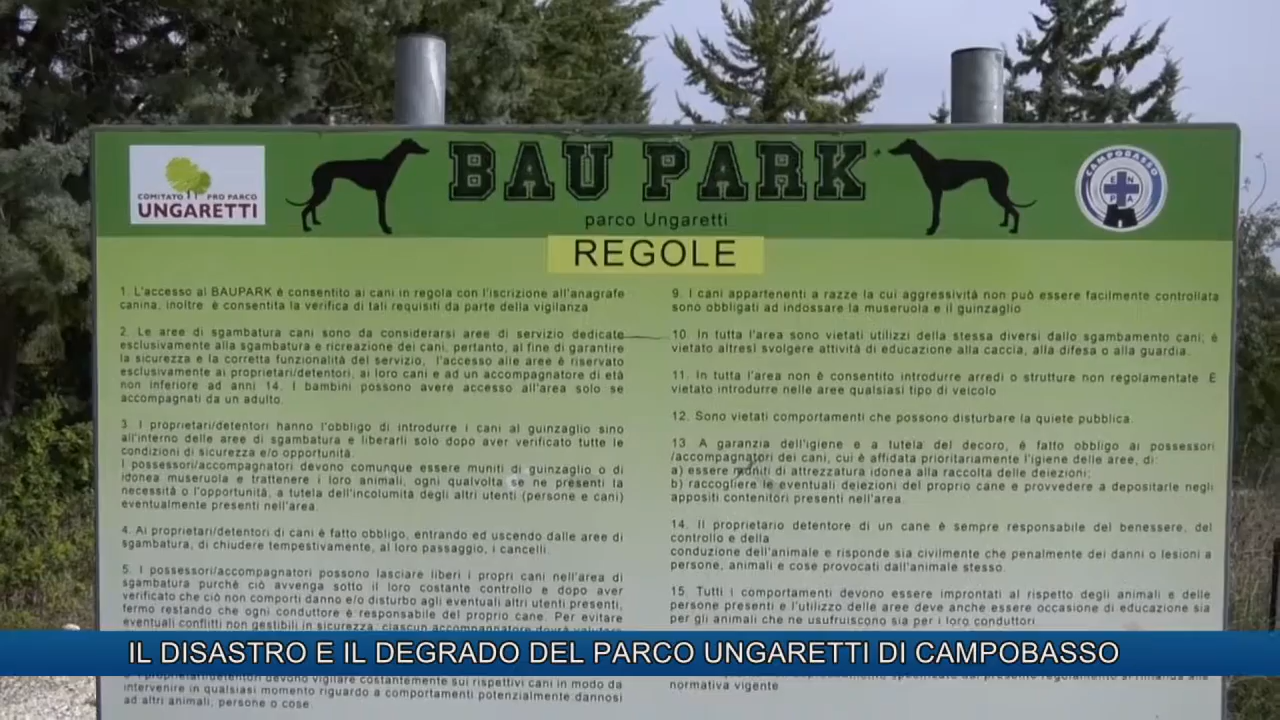 COMITATO PRO PARCO
UNGARETTI
BAU PARK
parco Ungaretti
CAMPOBASSO
EN
PA
REGOLE
1. L'accesso al BAUPARK è consentito ai cani in regola con l'iscrizione all'anagrafe
canina, inoltre è consentita la verifica di tali requisiti da parte della vigilanza
2. Le aree di sgambatura cani sono da considerarsi aree di servizio dedicate
esclusivamente alla sgambatura e ricreazione dei cani, pertanto, al fine di garantire
la sicurezza e la corretta funzionalità del servizio, l'accesso alle aree è riservato
esclusivamente ai proprietari/detentori, ai loro cani e ad un accompagnatore di età
non inferiore ad anni 14. I bambini possono avere accesso all'area solo se
accompagnati da un adulto.
3. I proprietari/detentori hanno l'obbligo di introdurre i cani al guinzaglio sino
all'interno delle aree di sgambatura e liberarli solo dopo aver verificato tutte le
condizioni di sicurezza e/o opportunità.
I possessori/accompagnatori devono comunque essere muniti di guinzaglio o di
idonea museruola e trattenere i loro animali, ogni qualvolta se ne presenti la
necessità o l'opportunità, a tutela dell'incolumità degli altri utenti (persone e cani)
eventualmente presenti nell'area.
4. Ai proprietari/detentori di cani è fatto obbligo, entrando ed uscendo dalle aree di
sgambatura, di chiudere tempestivamente, al loro passaggio, i cancelli.
5. I possessori/accompagnatori possono lasciare liberi i propri cani nell'area di
sgambatura purchè ciò avvenga sotto il loro costante controllo e dopo aver
verificato che ciò non comporti danno e/o disturbo agli eventuali altri utenti presenti,
fermo restando che ogni conduttore è responsabile del proprio cane. Per evitare
eventuali conflitti non gestibili in sicurezza, ciascun accompagnatore dovrà valutare
I proprietari/detentori devono vigilare costantemente sui rispettivi cani in modo da
intervenire in qualsiasi momento riguardo a comportamenti potenzialmente dannosi
ad altri animali, persone o cose.
9. I cani appartenenti a razze la cui aggressività non può essere facilmente controllata
sono obbligati ad indossare la museruola e il guinzaglio
10. In tutta l'area sono vietati utilizzi della stessa diversi dallo sgambamento cani; è
vietato altresì svolgere attività di educazione alla caccia, alla difesa o alla guardia.
11. In tutta l'area non è consentito introdurre arredi o strutture non regolamentate E
vietato introdurre nelle aree qualsiasi tipo di veicolo
12. Sono vietati comportamenti che possono disturbare la quiete pubblica.
13 A garanzia dell'igiene e a tutela del decoro, è fatto obbligo ai possessori
/accompagnatori dei cani, cui è affidata prioritariamente l'igiene delle aree, di:
a) essere muniti di attrezzatura idonea alla raccolta delle deiezioni;
b) raccogliere le eventuali deiezioni del proprio cane e provvedere a depositarle negli
appositi contenitori presenti nell'area.
14. Il proprietario detentore di un cane è sempre responsabile del benessere, del
controllo e della
conduzione dell'animale e risponde sia civilmente che penalmente dei danni o lesioni a
persone, animali e cose provocati dall'animale stesso.
15. Tutti i comportamenti devono essere improntati al rispetto degli animali e delle
persone presenti e l'utilizzo delle aree deve anche essere occasione di educazione sia
per gli animali che ne usufruiscono sia per i loro conduttori.
normativa vigente
IL DISASTRO E IL DEGRADO DEL PARCO UNGARETTI DI CAMPOBASSO